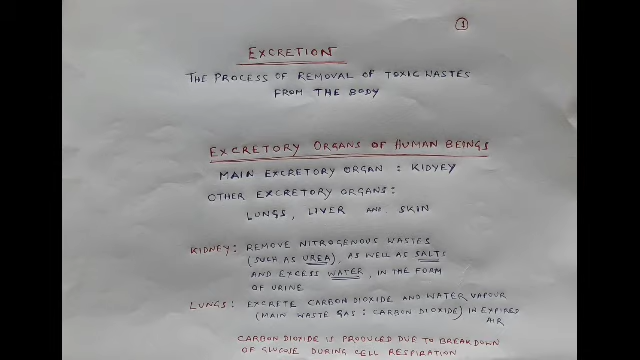 1
EXCRETION
THE PROCESS OF REMOVAL OF TOXIC WASTES
FROM THE BODY
EXCRETORY ORGANS OF HUMAN BEINGS
MAIN EXCRETORY ORGAN : KIDYEY
OTHER EXCRETORY ORGANS :
LUNGS, LIVER AND SKIN
KIDNEY : REMOVE NITROGENOUS WASTES
(SUCH AS UREA), AS WELL AS SALTS
AND EXCESS WATER, IN THE FORM
OF URINE
LUNGS : EXCRETE CARBON DIOXIDE AND WATER VAPOUR
(MAIN WASTE GAS : CARBON DIOXIDE) IN EXPIRED
AIR
CARBON DIOXIDE IS PRODUCED DUE TO BREAKDOWN
OF GLUCOSE DURING CELL RESPIRATION